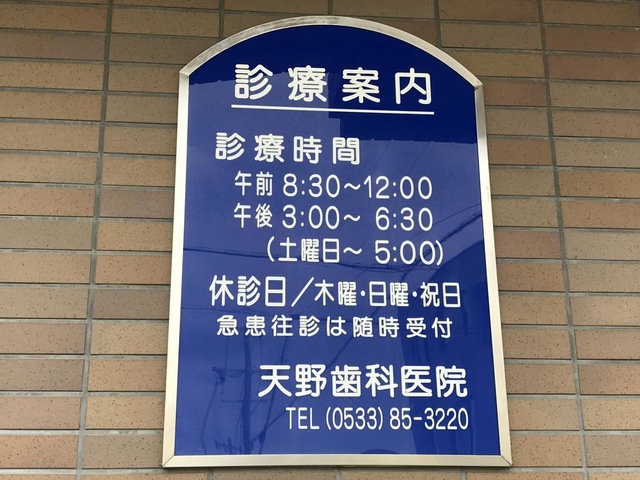 診療案内
診療時間
午前 8:30～12:00
午後 3:00～ 6:30
(土曜日～ 5:00)
休診日／木曜・日曜・祝日
急患往診は随時受付
天野歯科医院
TEL (0533) 85-3220